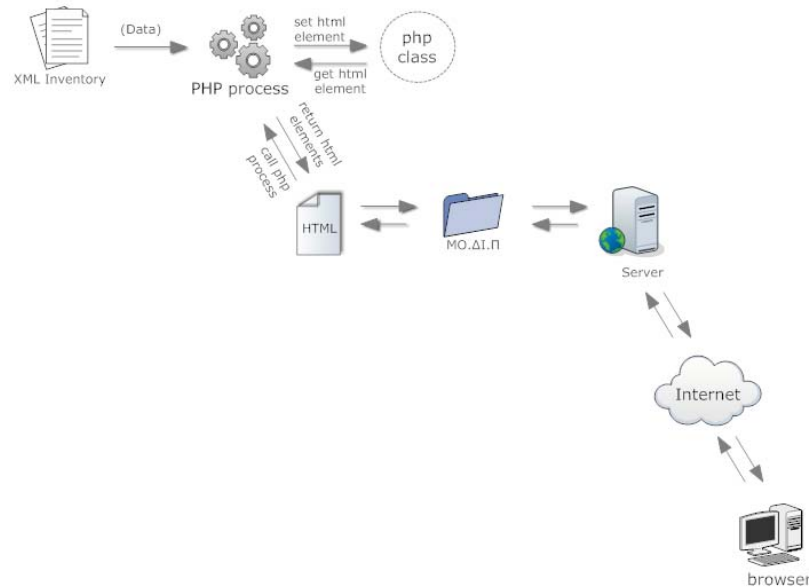 (Data)
XML Inventory
PHP process
set html
element
get html
element
php
class
return html
elements
call php
process
HTML
ΜΟ.ΔΙ.Π
Server
Internet
browser